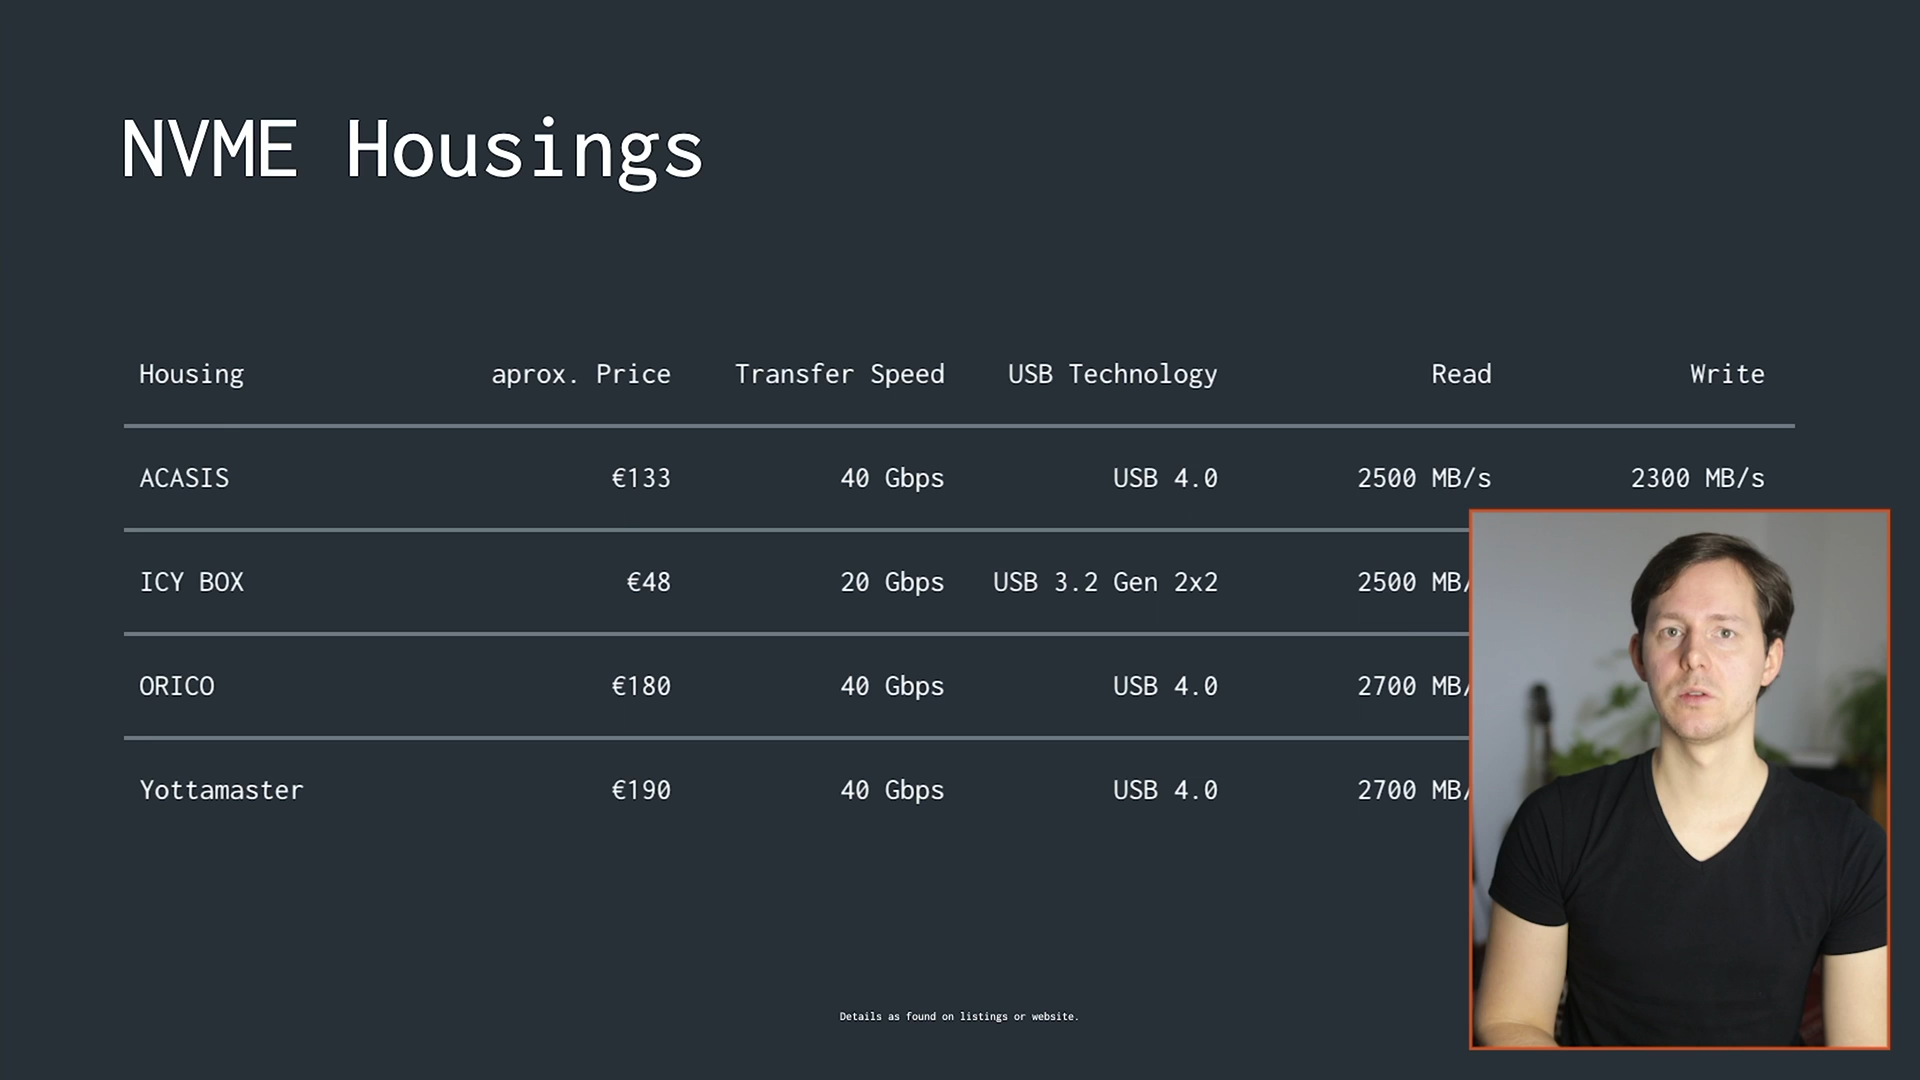 NVME Housings
Housing aprox. Price Transfer Speed USB Technology Read Write
ACASIS €133 40 Gbps USB 4.0 2500 MB/s 2300 MB/s
ICY BOX €48 20 Gbps USB 3.2 Gen 2x2 2500 MB/
ORICO €180 40 Gbps USB 4.0 2700 MB/
Yottamaster €190 40 Gbps USB 4.0 2700 MB/
Details as found on listings or website.